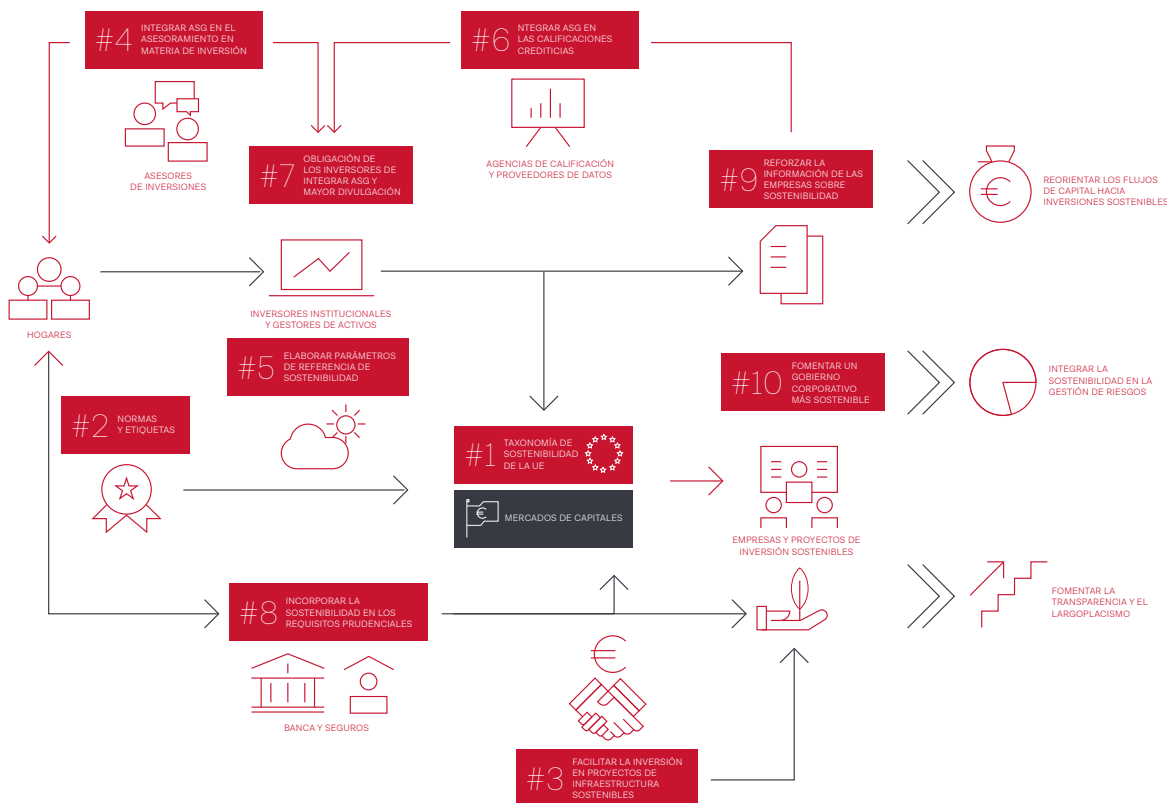 #4
INTEGRAR ASG EN EL
ASESORAMIENTO EN
MATERIA DE INVERSIÓN
#6
NTEGRAR ASG EN
LAS CALIFICACIONES
CREDITICIAS
ASESORES
DE INVERSIONES
#7
OBLIGACIÓN DE
LOS INVERSORES DE
INTEGRAR ASG Y
MAYOR DIVULGACIÓN
AGENCIAS DE CALIFICACIÓN
Y PROVEEDORES DE DATOS
#9
REFORZAR LA
INFORMACIÓN DE LAS
EMPRESAS SOBRE
SOSTENIBILIDAD
€
REORIENTAR LOS FLUJOS
DE CAPITAL HACIA
INVERSIONES SOSTENIBLES
HOGARES
INVERSORES INSTITUCIONALES
Y GESTORES DE ACTIVOS
#5
ELABORAR PARÁMETROS
DE REFERENCIA DE
SOSTENIBILIDAD
#10
FOMENTAR UN
GOBIERNO
CORPORATIVO
MÁS SOSTENIBLE
INTEGRAR LA
SOSTENIBILIDAD EN LA
GESTIÓN DE RIESGOS
#2
NORMAS
Y ETIQUETAS
#1
TAXONOMÍA DE
SOSTENIBILIDAD
DE LA UE
€
MERCADOS DE CAPITALES
EMPRESAS Y PROYECTOS DE
INVERSIÓN SOSTENIBLES
#8
INCORPORAR LA
SOSTENIBILIDAD EN LOS
REQUISITOS PRUDENCIALES
FOMENTAR LA
TRANSPARENCIA Y EL
LARGOPLACISMO
BANCA Y SEGUROS
€
#3
FACILITAR LA INVERSIÓN
EN PROYECTOS DE
INFRAESTRUCTURA
SOSTENIBLES